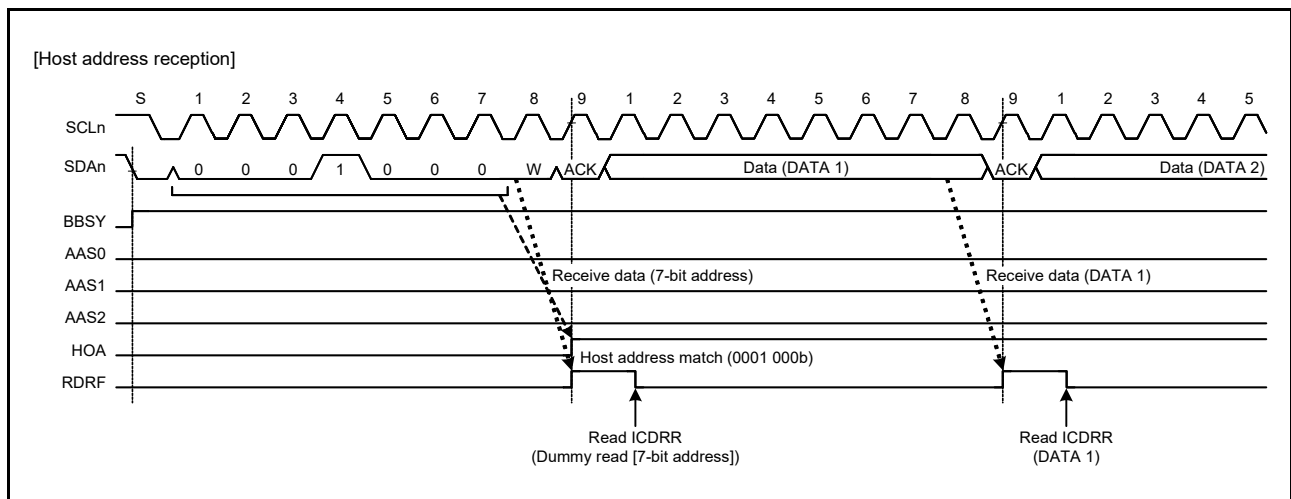 [Host address reception]
S 1 2 3 4 5 6 7 8 9 1 2 3 4 5 6 7 8 9 1 2 3 4 5
SCLn
SDAn 0 0 0 1 0 0 0 W ACK Data (DATA 1) ACK Data (DATA 2)
BBSY
AAS0
AAS1 Receive data (7-bit address) Receive data (DATA 1)
AAS2
HOA
Host address match (0001 000b)
RDRF
Read ICDRR Read ICDRR
(Dummy read [7-bit address]) (DATA 1)